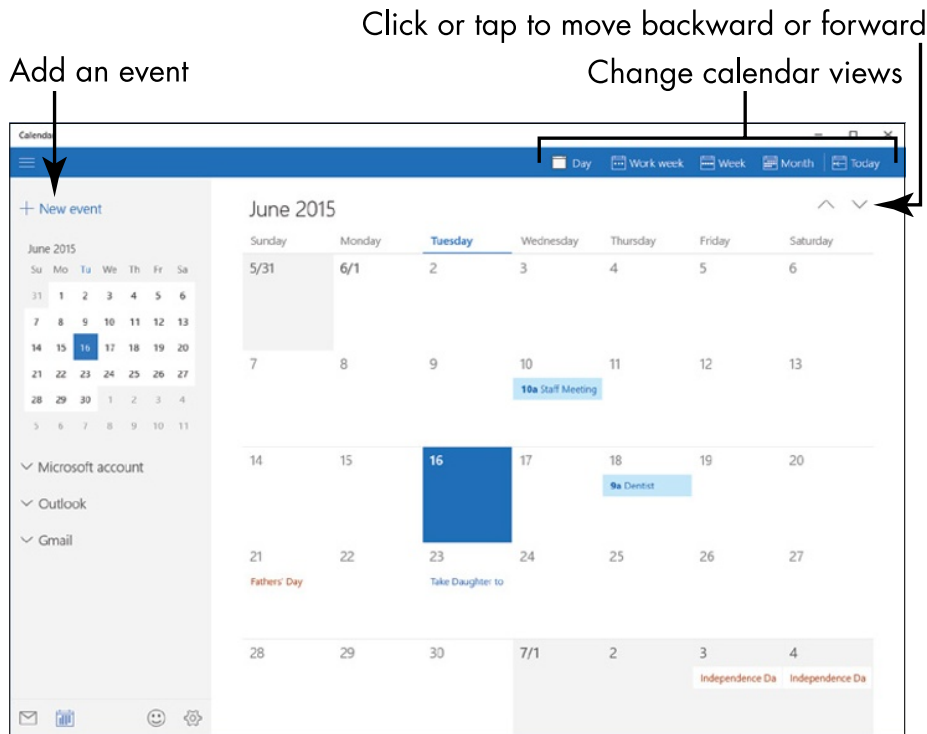 Click or tap to move backward or forward
Add an event
Change calendar views
Calenda
Day Work week Week Month Today
+ New event
June 2015
June 2015
Su Mo Tu We Th Fr Sa
31 1 2 3 4 5 6
7 8 9 10 11 12 13
14 15 16 17 18 19 20
21 22 23 24 25 26 27
28 29 30 1 2 3 4
5 6 7 8 9 10 11
Microsoft account
Outlook
Gmail
Sunday Monday Tuesday Wednesday Thursday Friday Saturday
5/31 6/1 2 3 4 5 6
7 8 9 10 11 12 13
10a Staff Meeting
14 15 16 17 18 19 20
9a Dentist
21 22 23 24 25 26 27
Fathers' Day Take Daughter to
28 29 30 7/1 2 3 4
Independence Da Independence Da